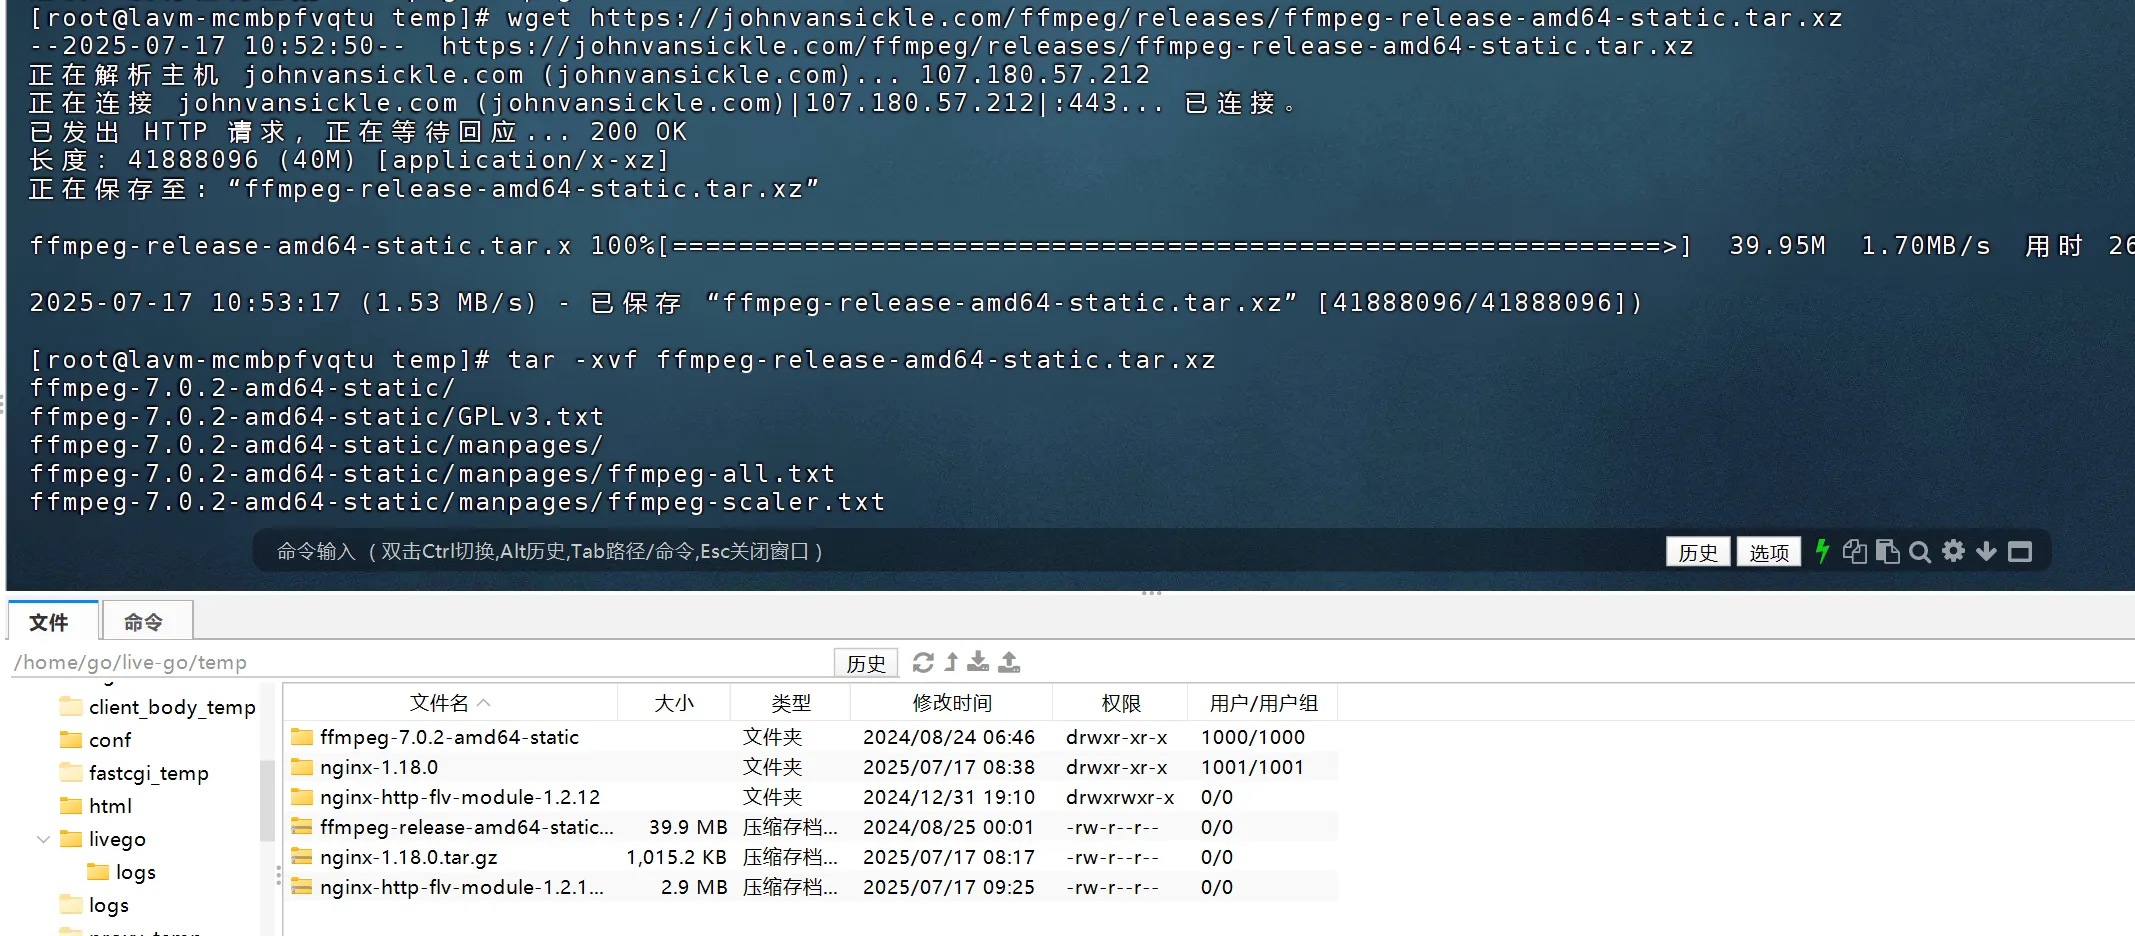 [root@lavm-mcmbpfvqtu temp]# wget https://johnvansickle.com/ffmpeg/releases/ffmpeg-release-amd64-static.tar.xz
--2025-07-17 10:52:50--  https://johnvansickle.com/ffmpeg/releases/ffmpeg-release-amd64-static.tar.xz
正在解析主机 johnvansickle.com (johnvansickle.com)... 107.180.57.212
正在连接 johnvansickle.com (johnvansickle.com)|107.180.57.212|:443... 已连接。
已发出 HTTP 请求，正在等待回应... 200 OK
长度：41888096 (40M) [application/x-xz]
正在保存至: “ffmpeg-release-amd64-static.tar.xz”
ffmpeg-release-amd64-static.tar.x 100%[============================================================>]  39.95M  1.70MB/s  用时 26
2025-07-17 10:53:17 (1.53 MB/s) - 已保存 “ffmpeg-release-amd64-static.tar.xz” [41888096/41888096])
[root@lavm-mcmbpfvqtu temp]# tar -xvf ffmpeg-release-amd64-static.tar.xz
ffmpeg-7.0.2-amd64-static/
ffmpeg-7.0.2-amd64-static/GPLv3.txt
ffmpeg-7.0.2-amd64-static/manpages/
ffmpeg-7.0.2-amd64-static/manpages/ffmpeg-all.txt
ffmpeg-7.0.2-amd64-static/manpages/ffmpeg-scaler.txt
命令输入 （双击Ctrl切换,Alt历史,Tab路径/命令,Esc关闭窗口） 历史 选项
文件 命令
/home/go/live-go/temp 历史
client_body_temp
conf
fastcgi_temp
html
livego
logs
logs
文件名 大小 类型 修改时间 权限 用户/用户组
ffmpeg-7.0.2-amd64-static 文件夹 2024/08/24 06:46 drwxr-xr-x 1000/1000
nginx-1.18.0 文件夹 2025/07/17 08:38 drwxr-xr-x 1001/1001
nginx-http-flv-module-1.2.12 文件夹 2024/12/31 19:10 drwxrwxr-x 0/0
ffmpeg-release-amd64-static... 39.9 MB 压缩存档... 2024/08/25 00:01 -rw-r--r-- 0/0
nginx-1.18.0.tar.gz 1,015.2 KB 压缩存档... 2025/07/17 08:17 -rw-r--r-- 0/0
nginx-http-flv-module-1.2.1... 2.9 MB 压缩存档... 2025/07/17 09:25 -rw-r--r-- 0/0